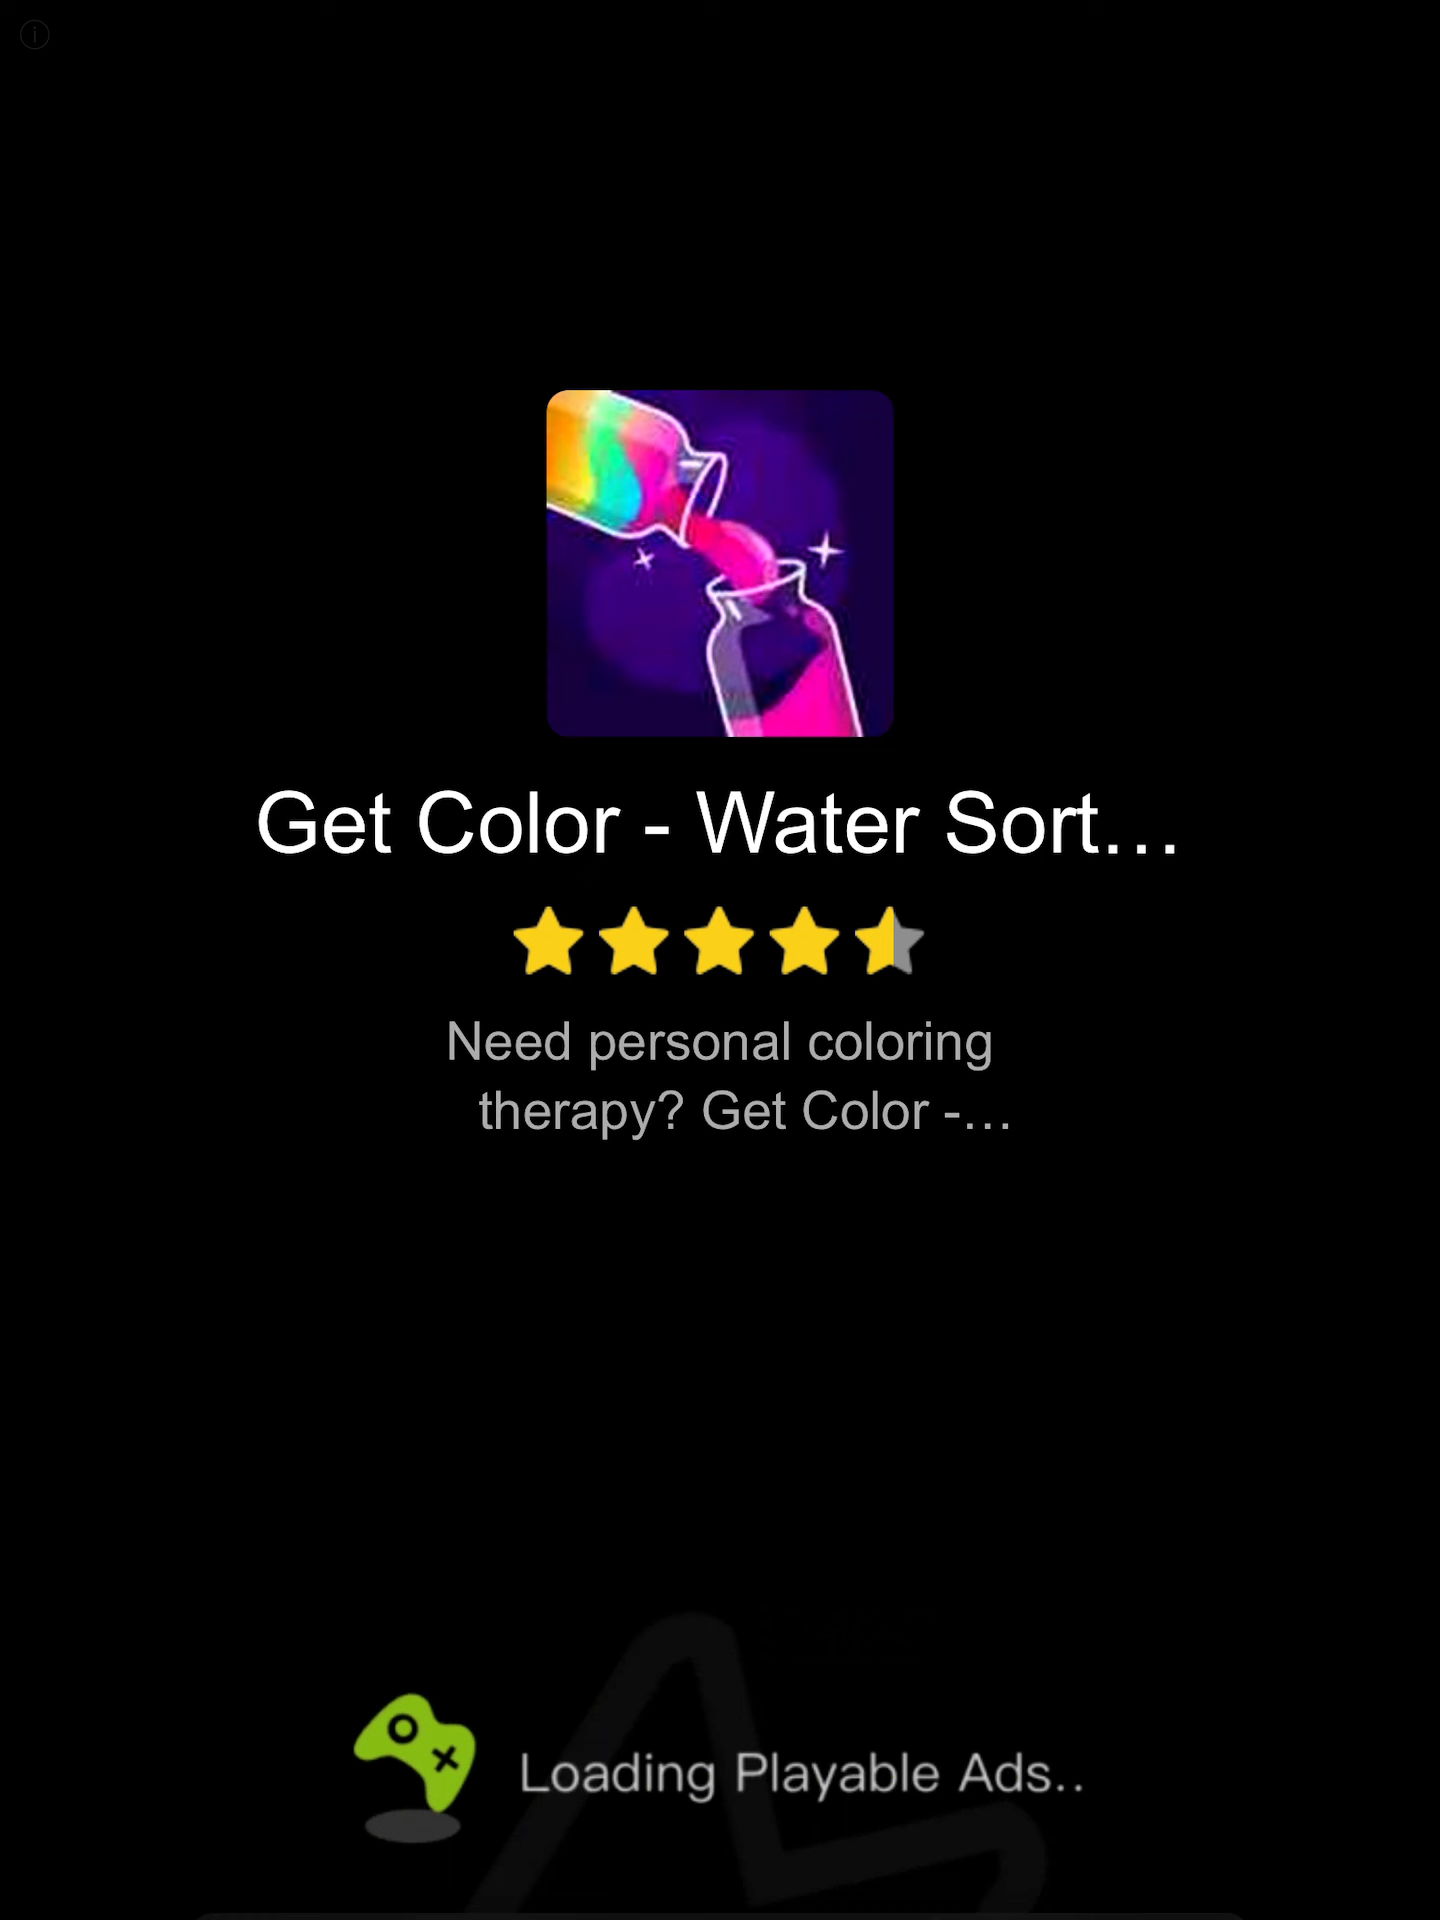 Get Color - Water Sort...
Need personal coloring
therapy? Get Color -...
Loading Playable Ads..